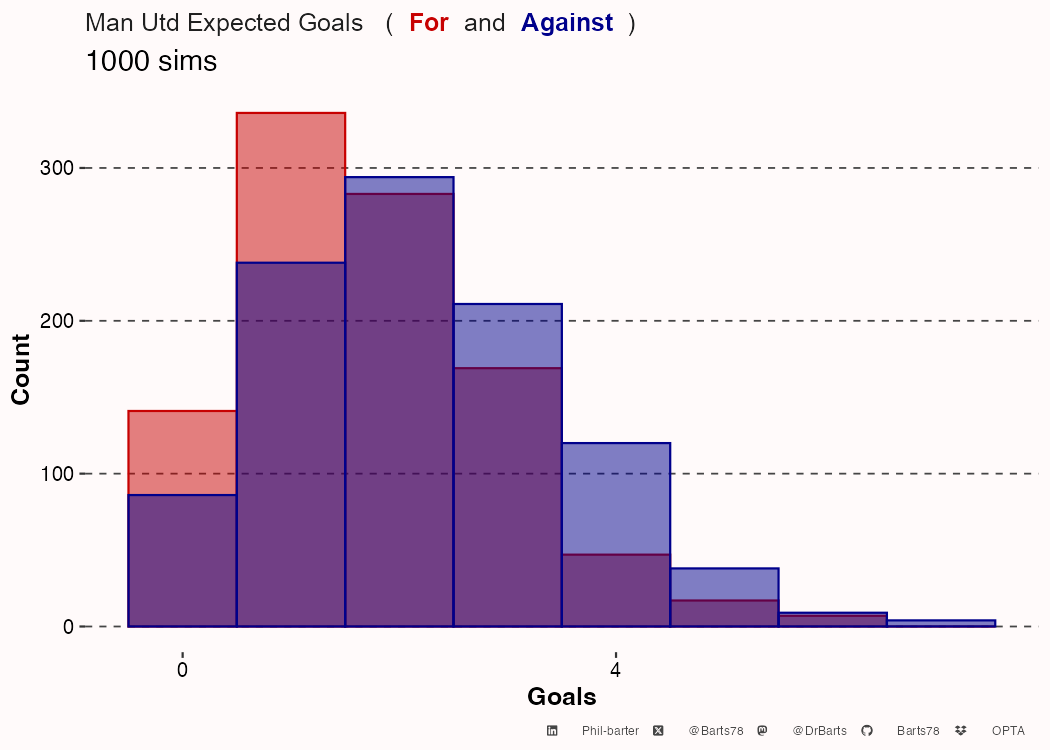 Man Utd Expected Goals ( For and Against )
1000 sims
300
200
100
0
Count
0 4
Goals
Phil-barter @Barts78 @DrBarts Barts78 OPTA